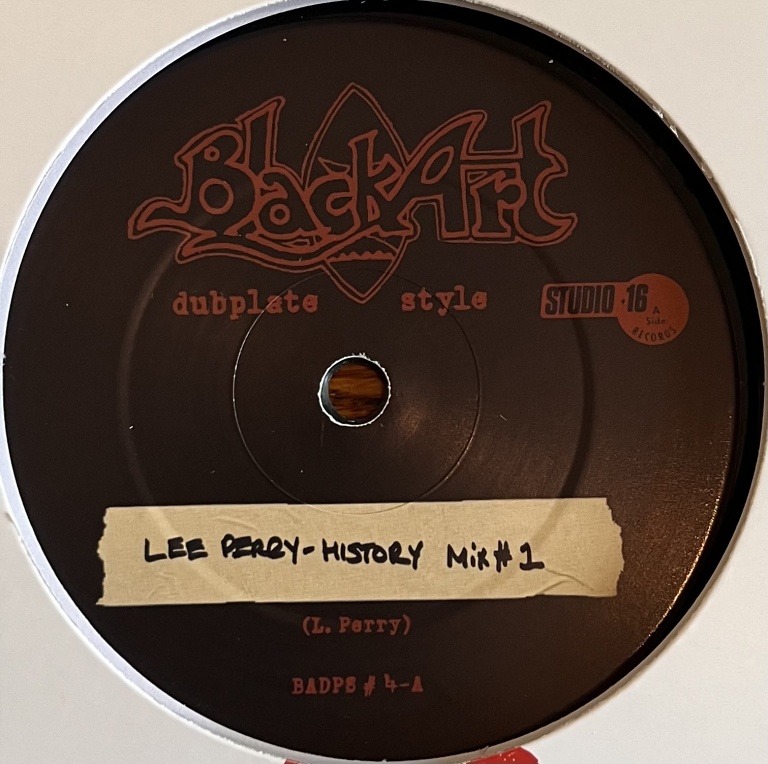 BlackArt
dubplate style
STUDIO 16
A
Side.
RECORDS
LEE PERRY-HISTORY MiX# 1
(L. Perry)
BADPS # 4-A